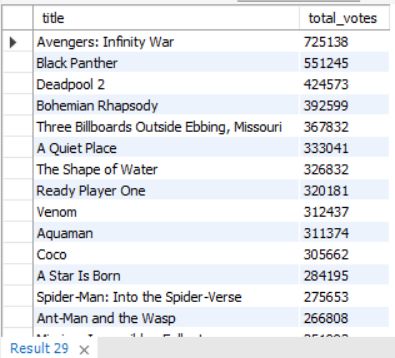 title total_votes
Avengers: Infinity War 725138
Black Panther 551245
Deadpool 2 424573
Bohemian Rhapsody 392599
Three Billboards Outside Ebbing, Missouri 367832
A Quiet Place 333041
The Shape of Water 326832
Ready Player One 320181
Venom 312437
Aquaman 311374
Coco 305662
A Star Is Born 284195
Spider-Man: Into the Spider-Verse 275653
Ant-Man and the Wasp 266808
Result 29